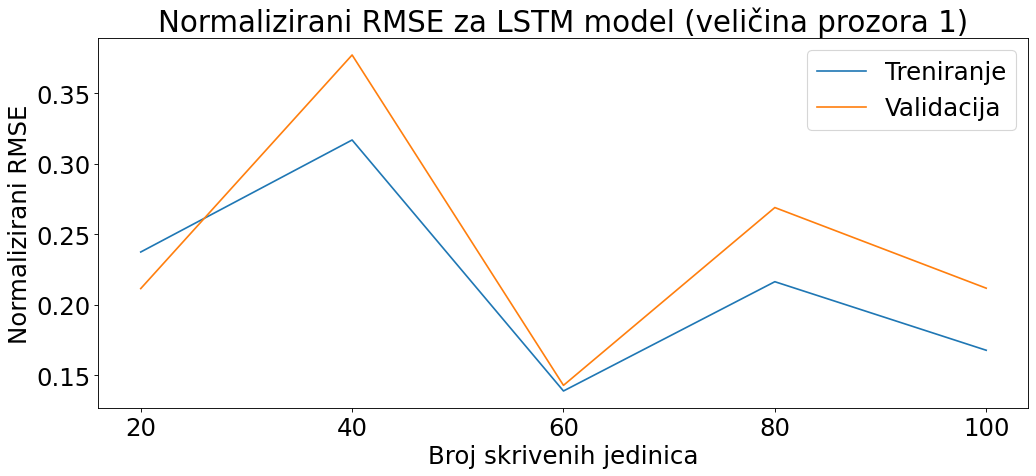 Normalizirani RMSE za LSTM model (veličina prozora 1)
Treniranje
Validacija
Normalizirani RMSE
0.35
0.30
0.25
0.20
0.15
20 40 60 80 100
Broj skrivenih jedinica